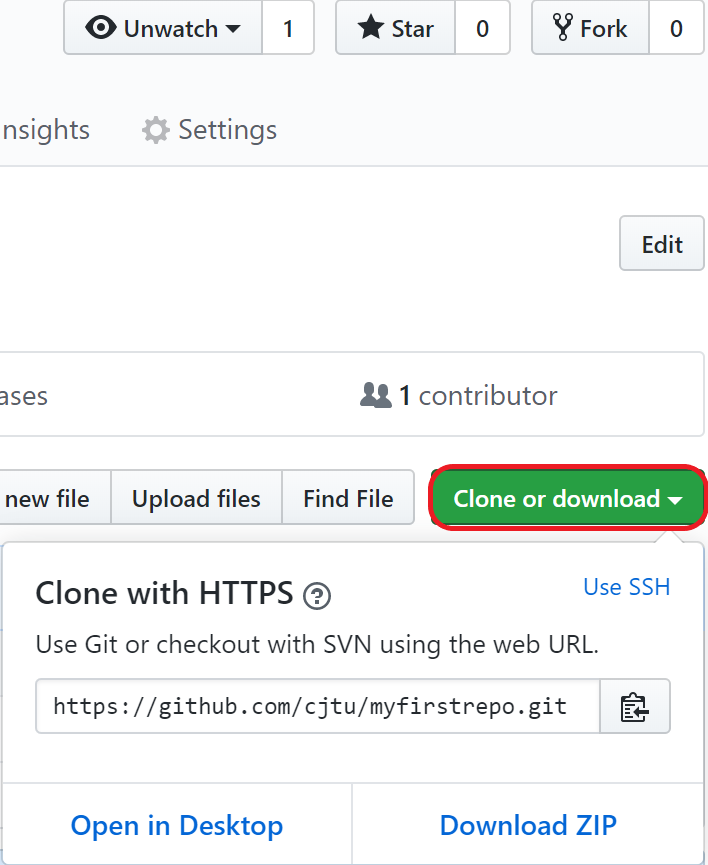 Unwatch 1 Star 0 Fork 0
nsights Settings
Edit
ases 1 contributor
new file Upload files Find File Clone or download
Clone with HTTPS ? Use SSH
Use Git or checkout with SVN using the web URL.
https://github.com/cjtu/myfirstrepo.git
Open in Desktop Download ZIP